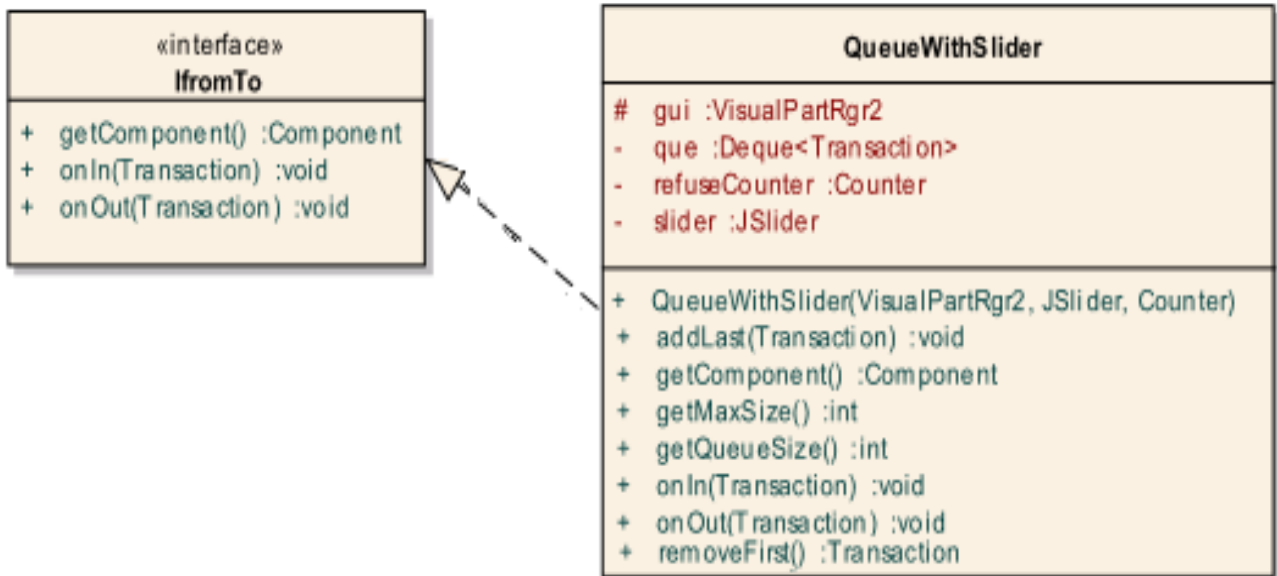 «interface»
IfromTo
+ getComponent() :Component
+ onIn(Transaction) :void
+ onOut(Transaction) :void
QueueWithSlider
# gui :VisualPartRgr2
- que :Deque<Transaction>
- refuseCounter :Counter
- slider :JSlider
+ QueueWithSlider(VisualPartRgr2, JSlider, Counter)
+ addLast(Transaction) :void
+ getComponent() :Component
+ getMaxSize() :int
+ getQueueSize() :int
+ onIn(Transaction) :void
+ onOut(Transaction) :void
+ removeFirst() :Transaction